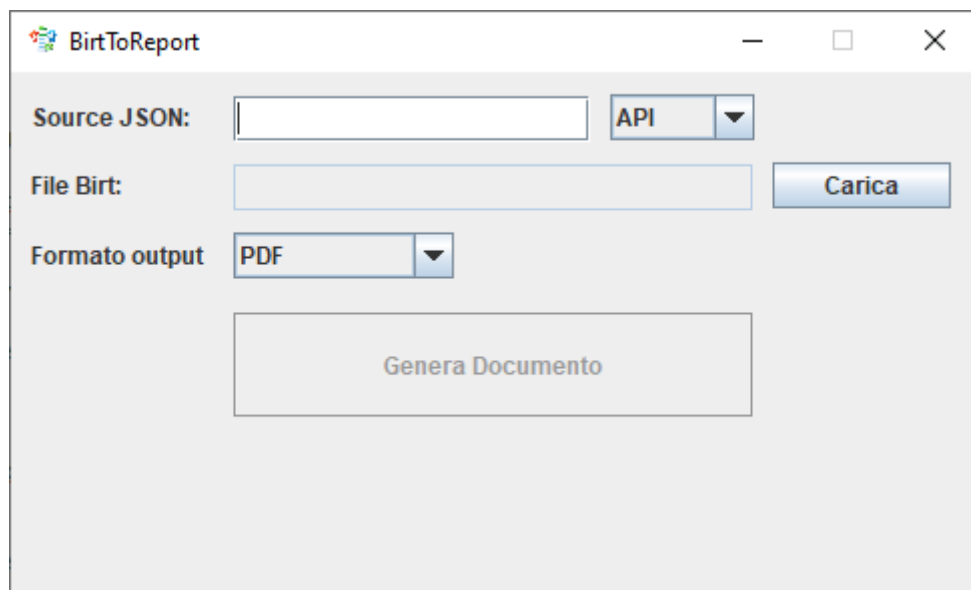 BirtToReport
Source JSON: API
File Birt: Carica
Formato output PDF
Genera Documento